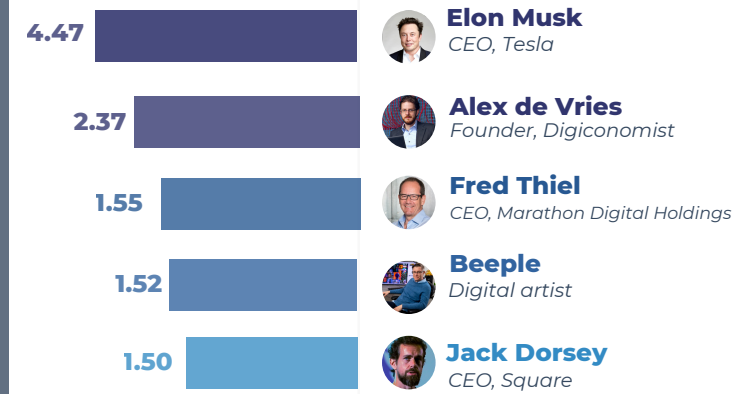 4.47
Elon Musk
CEO, Tesla
2.37
Alex de Vries
Founder, Digiconomist
1.55
Fred Thiel
CEO, Marathon Digital Holdings
1.52
Beeple
Digital artist
1.50
Jack Dorsey
CEO, Square